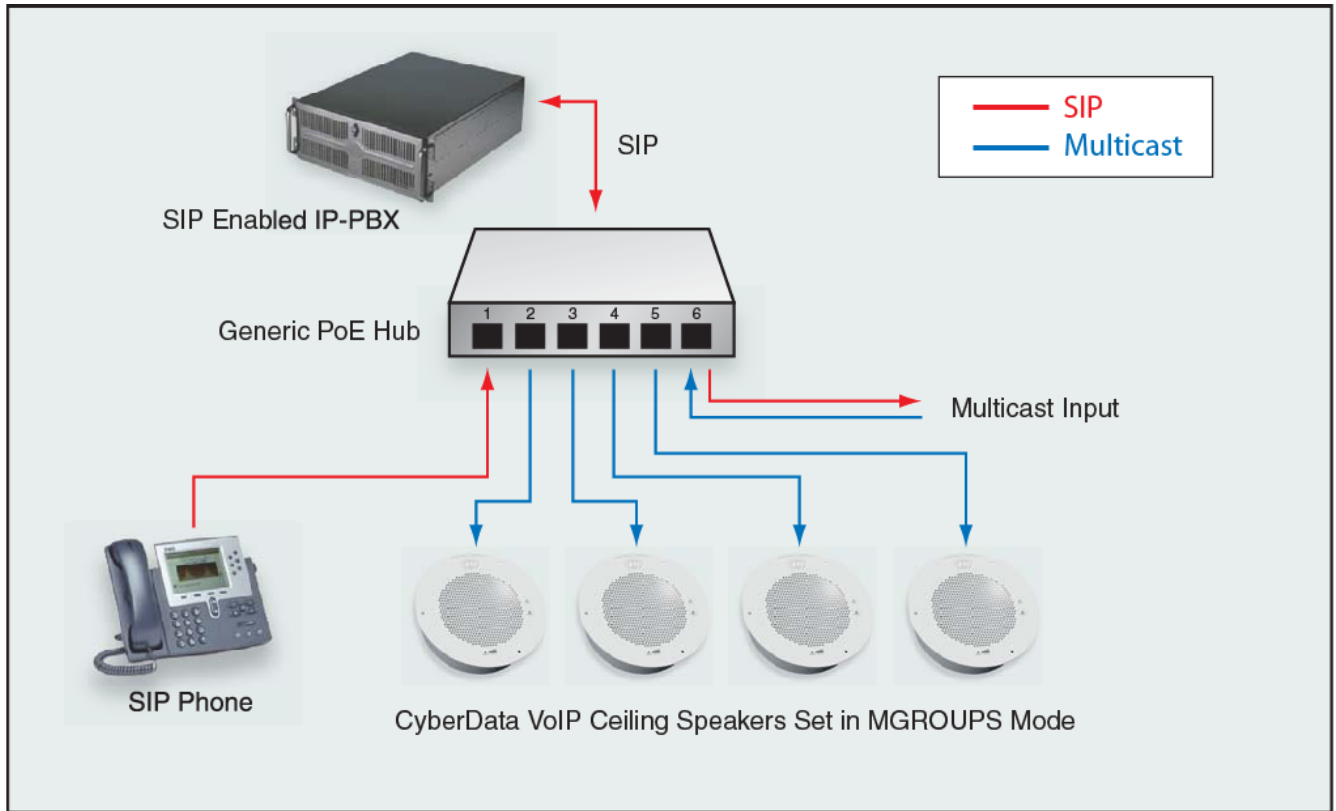 SIP
Multicast
SIP
SIP Enabled IP-PBX
1 2 3 4 5 6
Generic PoE Hub
Multicast Input
SIP Phone
CyberData VoIP Ceiling Speakers Set in MGROUPS Mode